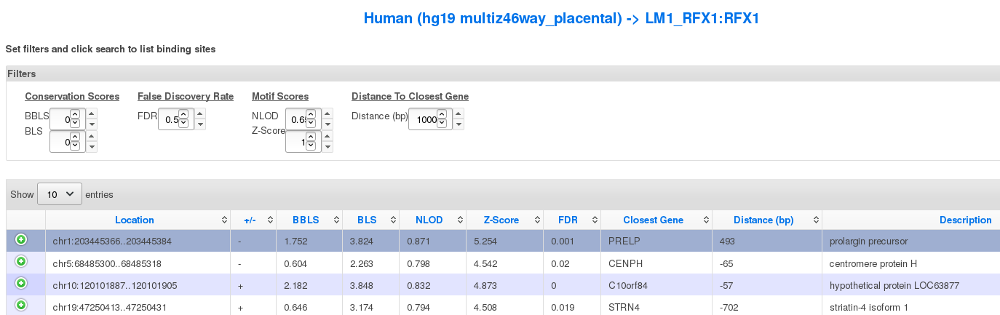 Human (hg19 multiz46way_placental) -> LM1_RFX1:RFX1
Set filters and click search to list binding sites
Filters
Conservation Scores False Discovery Rate Motif Scores Distance To Closest Gene
BBLS 0 FDR 0.5 NLOD Distance (bp) 1000
BLS 0 Z-Score 1
Show 10 entries
Location +/- BBLS BLS NLOD Z-Score FDR Closest Gene Distance (bp) Description
chr1:203445366..203445384 - 1.752 3.824 0.871 5.254 0.001 PRELP 493 prolargin precursor
chr5:68485300..68485318 - 0.604 2.263 0.798 4.542 0.02 CENPH -65 centromere protein H
chr10:120101887..120101905 + 2.182 3.848 0.832 4.873 0 C10orf84 -57 hypothetical protein LOC63877
chr19:47250413..47250431 + 0.646 3.174 0.794 4.508 0.019 STRN4 -702 striatin-4 isoform 1